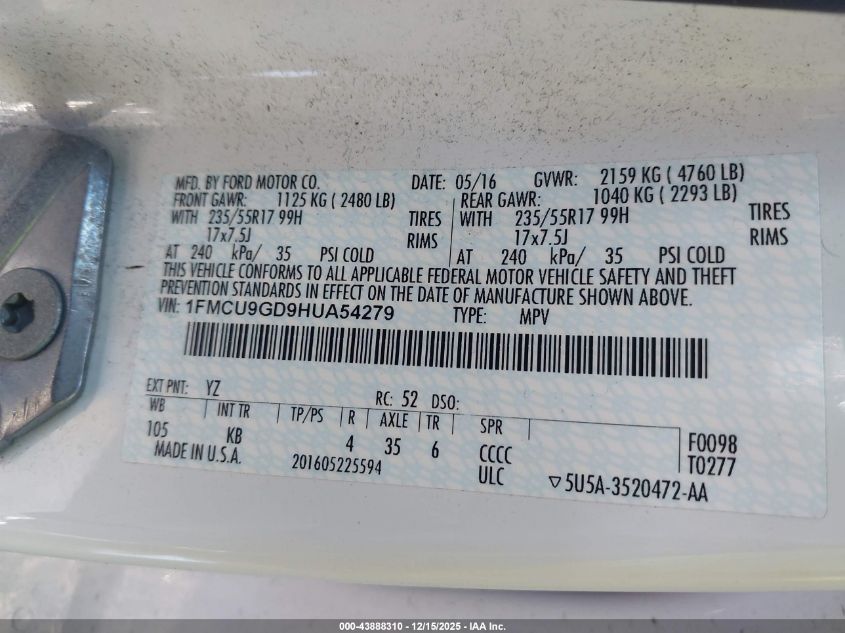 MFD. BY FORD MOTOR CO. DATE: 05/16 GVWR: 2159 KG ( 4760 LB)
FRONT GAWR: 1125 KG ( 2480 LB) REAR GAWR: 1040 KG ( 2293 LB)
WITH 235/55R17 99H TIRES WITH 235/55R17 99H TIRES
17x7.5J RIMS 17x7.5J RIMS
AT 240 kPa/ 35 PSI COLD AT 240 kPa/ 35 PSI COLD
THIS VEHICLE CONFORMS TO ALL APPLICABLE FEDERAL MOTOR VEHICLE SAFETY AND THEFT
PREVENTION STANDARDS IN EFFECT ON THE DATE OF MANUFACTURE SHOWN ABOVE.
VIN: 1FMCU9GD9HUA54279 TYPE: MPV
EXT PNT: YZ RC: 52 DSO:
WB INT TR TP/PS R AXLE TR SPR
105 KB 4 35 6 CCCC F0098
MADE IN U.S.A. 201605225594 ULC T0277
▽5U5A-3520472-AA
000-43888310 - 12/15/2025 - IAA Inc.